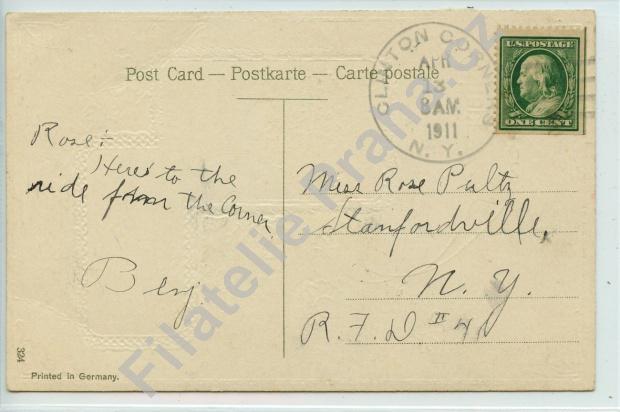 Post Card — Postkarte — Carte postale
CLINTON CORNERS
APR
13
8 AM
1911
N. Y.
U.S. POSTAGE
ONE CENT
Rose:-
Here's to the
ride from the Corner.
Benj.
Miss Rose Pultz
Stanfordville,
N. Y.
R. F. D. # 4
324
Printed in Germany.
Filatelie-Praha.cz